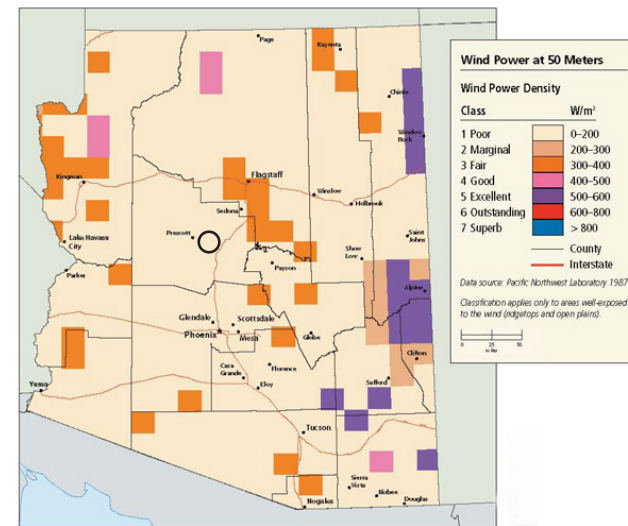 Page
Kayenta
Chinle
Window
Rock
Kingman
Flagstaff
Winslow
Holbrook
Sedona
Prescott
Lake Havasu
City
Saint
Johns
Show
Low
Payson
Parker
Alpine
Glendale
Scottsdale
Phoenix
Mesa
Globe
Clifton
Casa
Grande
Florence
Eloy
Safford
Yuma
Tucson
Sierra
Vista
Bisbee
Douglas
Nogales
Wind Power at 50 Meters
Wind Power Density
Class W/m²
1 Poor 0–200
2 Marginal 200–300
3 Fair 300–400
4 Good 400–500
5 Excellent 500–600
6 Outstanding 600–800
7 Superb > 800
County
Interstate
Data source: Pacific Northwest Laboratory 1987
Classification applies only to areas well-exposed
to the wind (ridgetops and open plains).
0 25 50